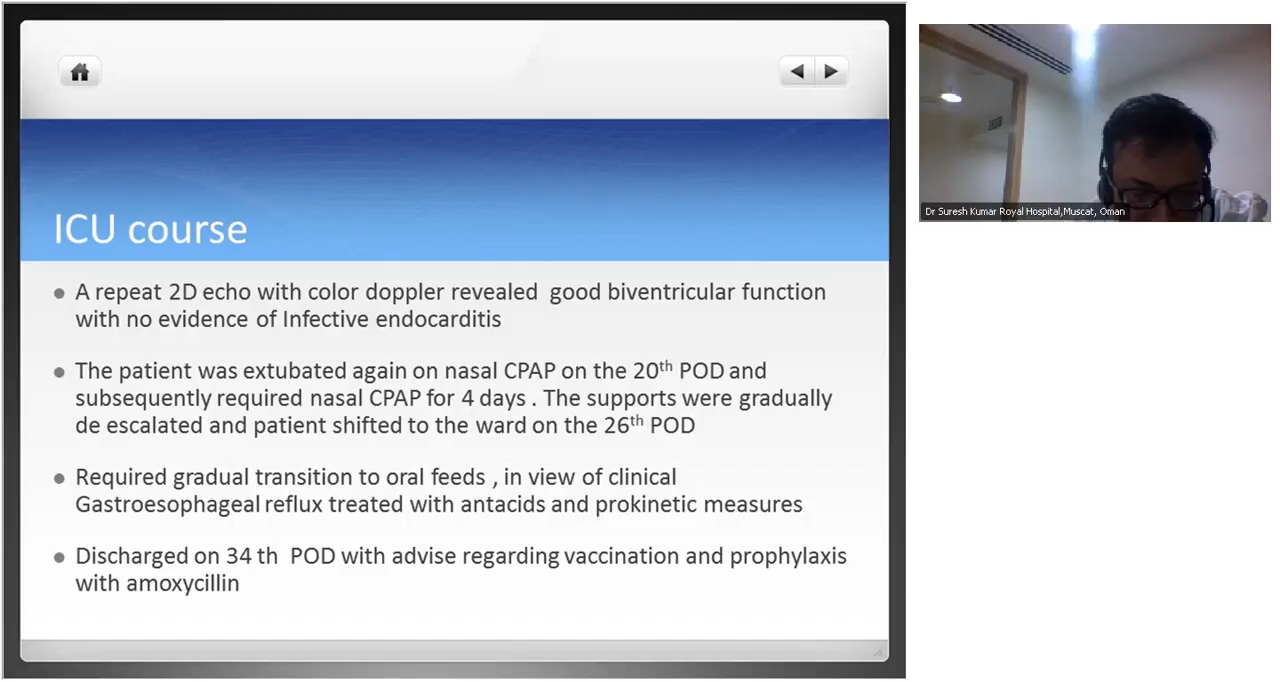 ICU course
A repeat 2D echo with color doppler revealed good biventricular function
with no evidence of Infective endocarditis
The patient was extubated again on nasal CPAP on the 20th POD and
subsequently required nasal CPAP for 4 days . The supports were gradually
de escalated and patient shifted to the ward on the 26th POD
Required gradual transition to oral feeds , in view of clinical
Gastroesophageal reflux treated with antacids and prokinetic measures
Discharged on 34 th POD with advise regarding vaccination and prophylaxis
with amoxycillin
Dr Suresh Kumar Royal Hospital,Muscat, Oman